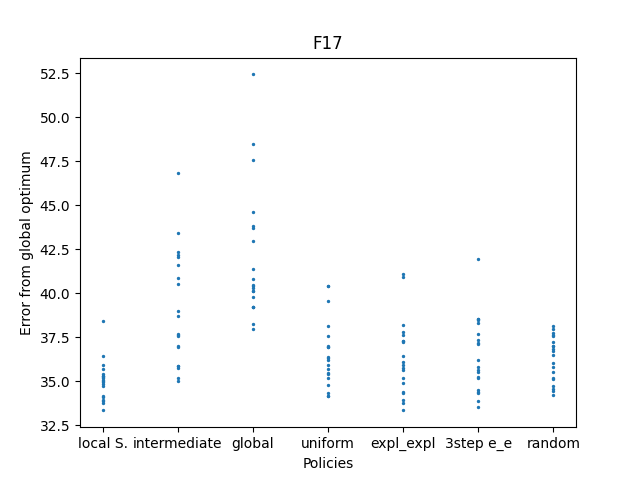 F17
Error from global optimum
52.5
50.0
47.5
45.0
42.5
40.0
37.5
35.0
32.5
local S. intermediate global uniform expl_expl 3step e_e random
Policies